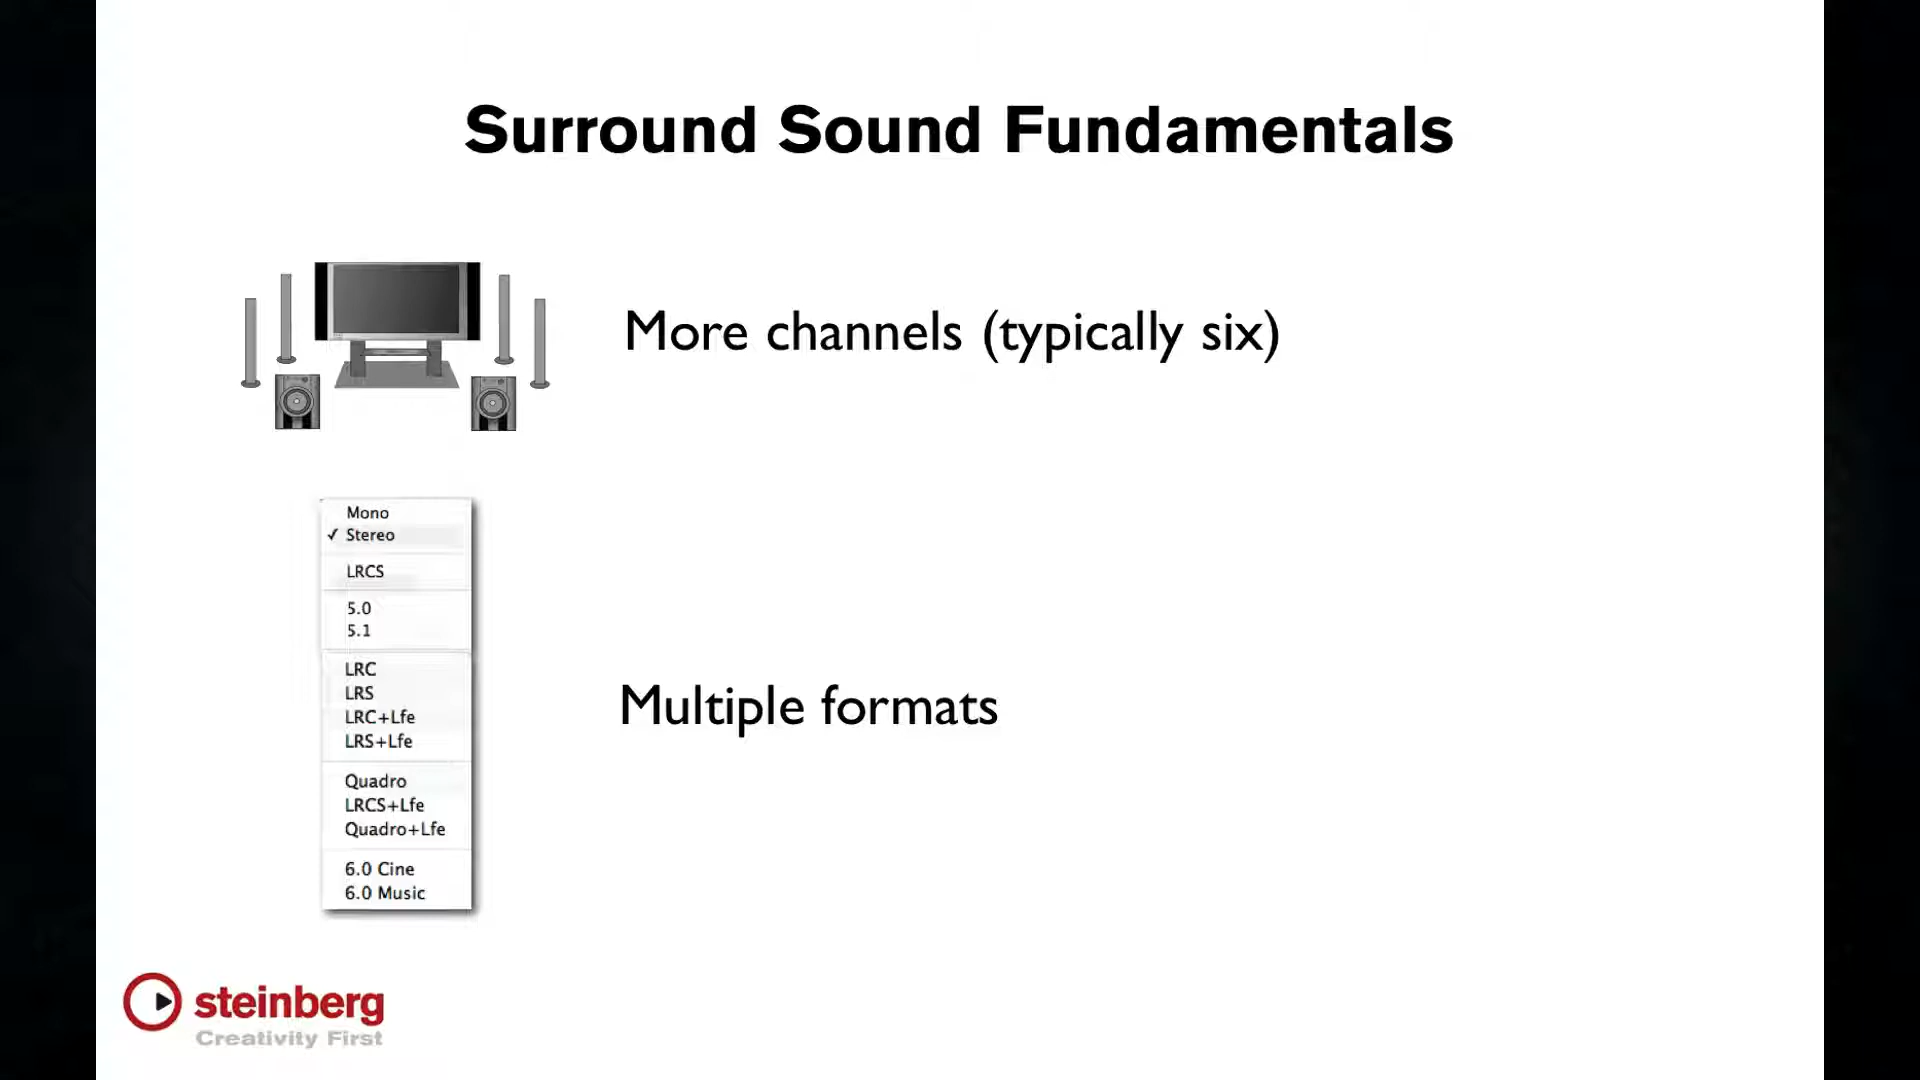 Surround Sound Fundamentals
More channels (typically six)
Mono
✓ Stereo
LRCS
5.0
5.1
LRC
LRS
LRC+Lfe
LRS+Lfe
Quadro
LRCS+Lfe
Quadro+Lfe
6.0 Cine
6.0 Music
Multiple formats
steinberg
Creativity First